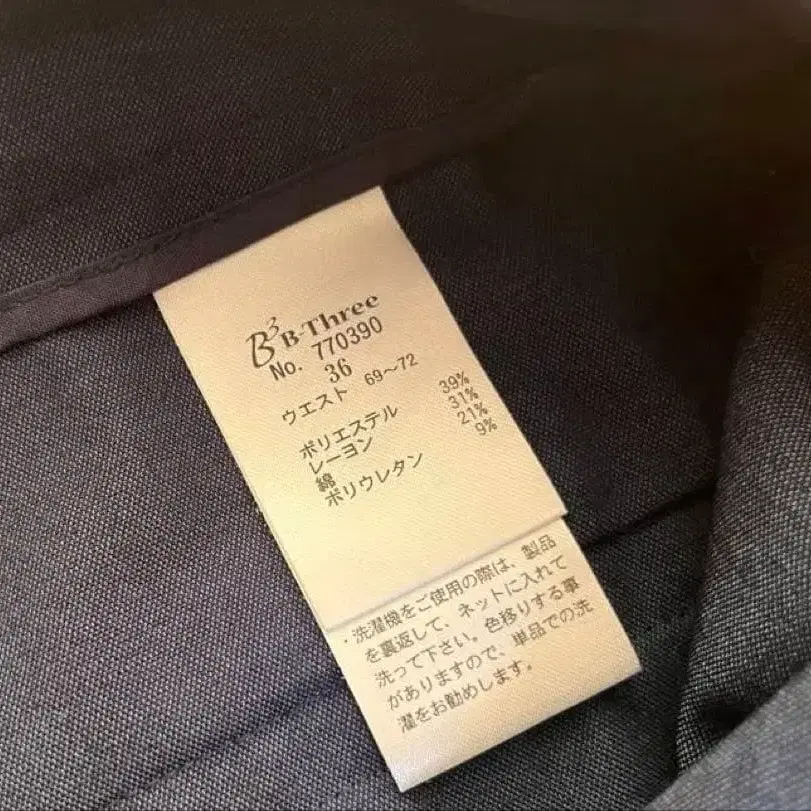 B³ B-Three
No. 770390
36
ウエスト 69～72
ポリエステル 39%
レーヨン 31%
綿 21%
ポリウレタン 9%
・洗濯機をご使用の際は、製品
を裏返して、ネットに入れて
洗って下さい。色移りする事
がありますので、単品での洗
濯をお勧めします。